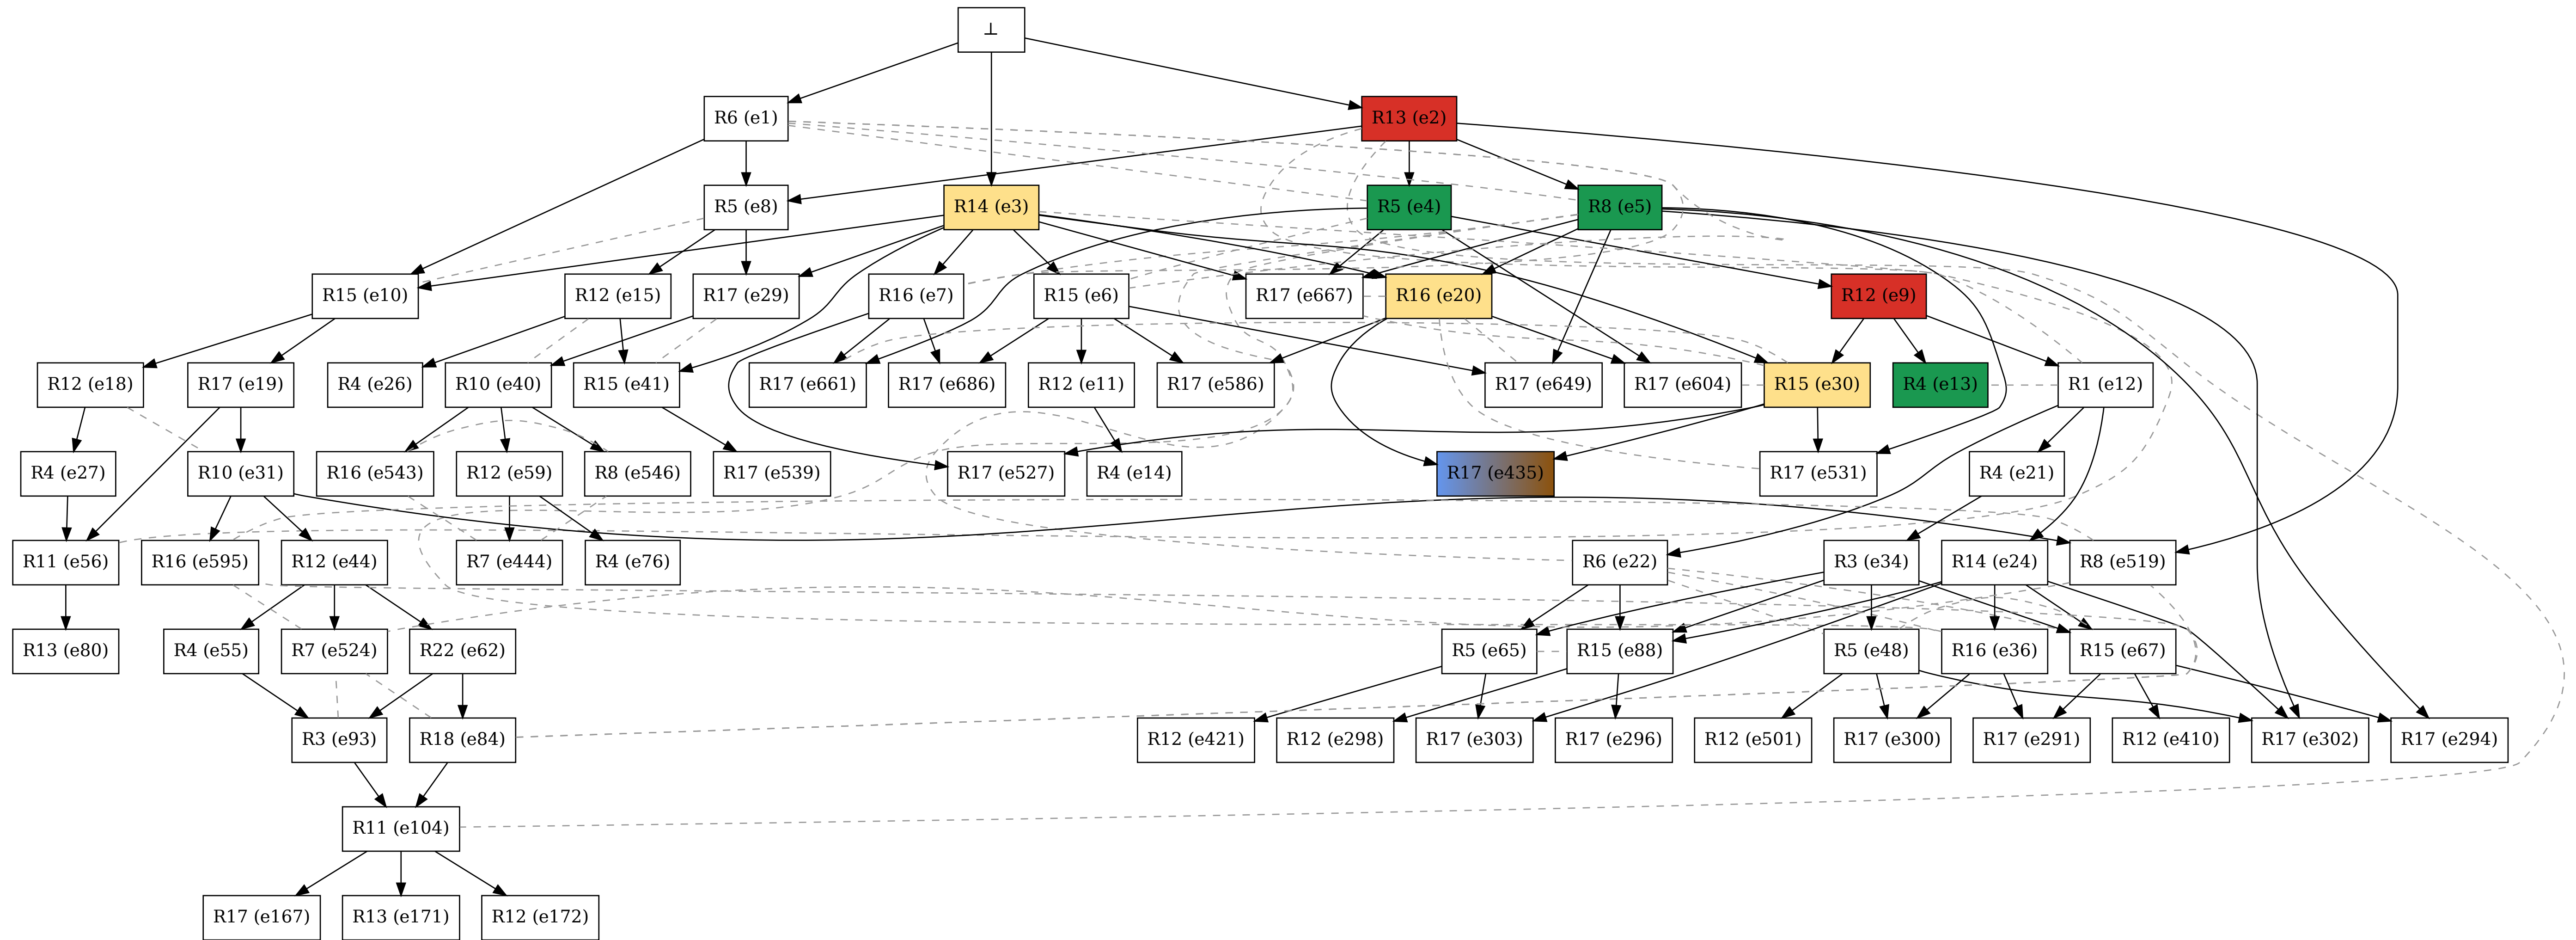 ⊥
R6 (e1)
R13 (e2)
R5 (e8)
R14 (e3)
R5 (e4)
R8 (e5)
R15 (e10)
R12 (e15)
R17 (e29)
R16 (e7)
R15 (e6)
R17 (e667)
R16 (e20)
R12 (e9)
R12 (e18)
R17 (e19)
R4 (e26)
R10 (e40)
R15 (e41)
R17 (e661)
R17 (e686)
R12 (e11)
R17 (e586)
R17 (e649)
R17 (e604)
R15 (e30)
R4 (e13)
R1 (e12)
R4 (e27)
R10 (e31)
R16 (e543)
R12 (e59)
R8 (e546)
R17 (e539)
R17 (e527)
R4 (e14)
R17 (e435)
R17 (e531)
R4 (e21)
R11 (e56)
R16 (e595)
R12 (e44)
R7 (e444)
R4 (e76)
R6 (e22)
R3 (e34)
R14 (e24)
R8 (e519)
R13 (e80)
R4 (e55)
R7 (e524)
R22 (e62)
R5 (e65)
R15 (e88)
R5 (e48)
R16 (e36)
R15 (e67)
R3 (e93)
R18 (e84)
R12 (e421)
R12 (e298)
R17 (e303)
R17 (e296)
R12 (e501)
R17 (e300)
R17 (e291)
R12 (e410)
R17 (e302)
R17 (e294)
R11 (e104)
R17 (e167)
R13 (e171)
R12 (e172)